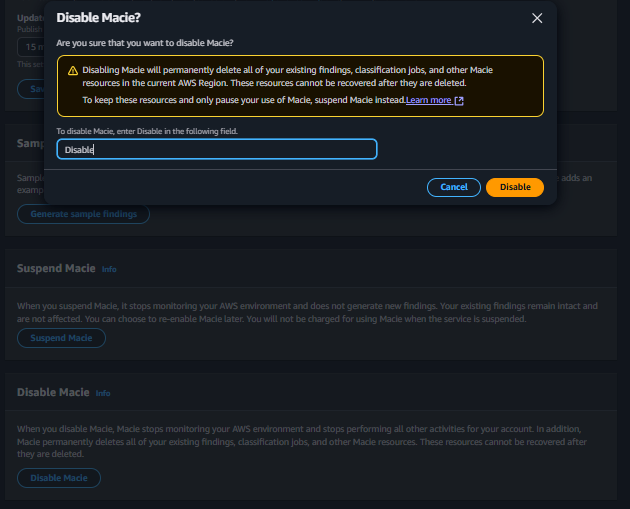 Disable Macie?
Are you sure that you want to disable Macie?
Disabling Macie will permanently delete all of your existing findings, classification jobs, and other Macie
resources in the current AWS Region. These resources cannot be recovered after they are deleted.
To keep these resources and only pause your use of Macie, suspend Macie instead.Learn more
To disable Macie, enter Disable in the following field.
Disable
Cancel
Disable
Updat
Publish
15 m
This ser
Sav
Samp
Sample
adds an
examp
Generate sample findings
Suspend Macie Info
When you suspend Macie, it stops monitoring your AWS environment and does not generate new findings. Your existing findings remain intact and
are not affected. You can choose to re-enable Macie later. You will not be charged for using Macie when the service is suspended.
Suspend Macie
Disable Macie Info
When you disable Macie, Macie stops monitoring your AWS environment and stops performing all other activities for your account. In addition,
Macie permanently deletes all of your existing findings, classification jobs, and other Macie resources. These resources cannot be recovered after
they are deleted.
Disable Macie